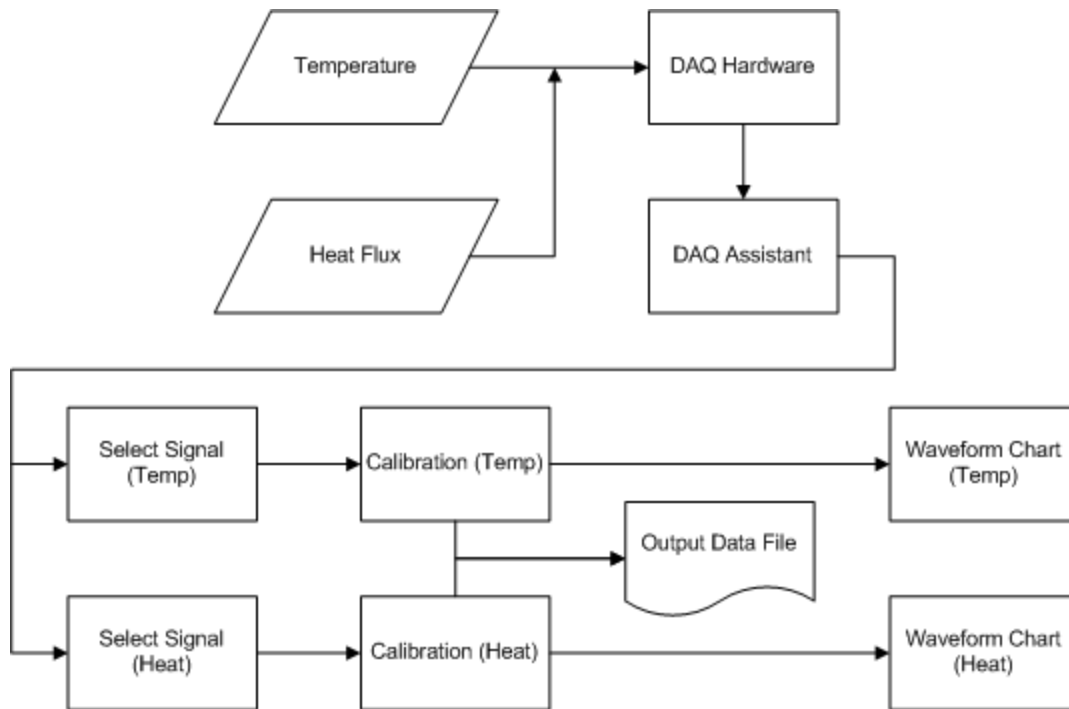 Temperature
DAQ Hardware
Heat Flux
DAQ Assistant
Select Signal
(Temp)
Calibration (Temp)
Waveform Chart
(Temp)
Output Data File
Select Signal
(Heat)
Calibration (Heat)
Waveform Chart
(Heat)